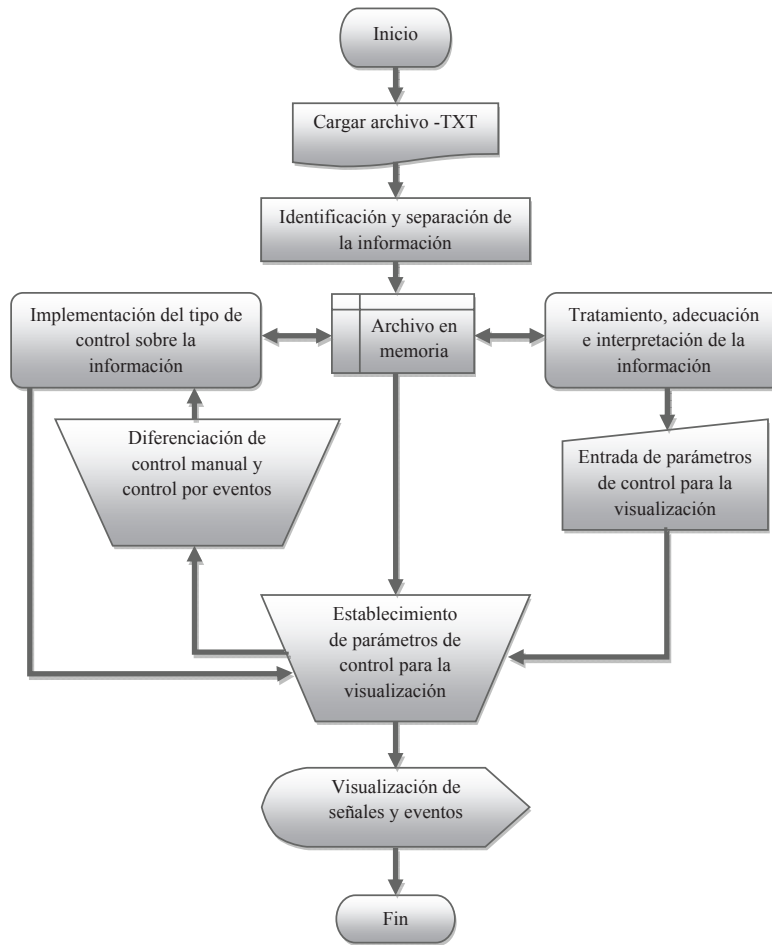 Inicio
Cargar archivo -TXT
Identificación y separación de
la información
Implementación del tipo de
control sobre la
información
Archivo en
memoria
Tratamiento, adecuación
e interpretación de la
información
Diferenciación de
control manual y
control por eventos
Entrada de parámetros
de control para la
visualización
Establecimiento
de parámetros de
control para la
visualización
Visualización de
señales y eventos
Fin